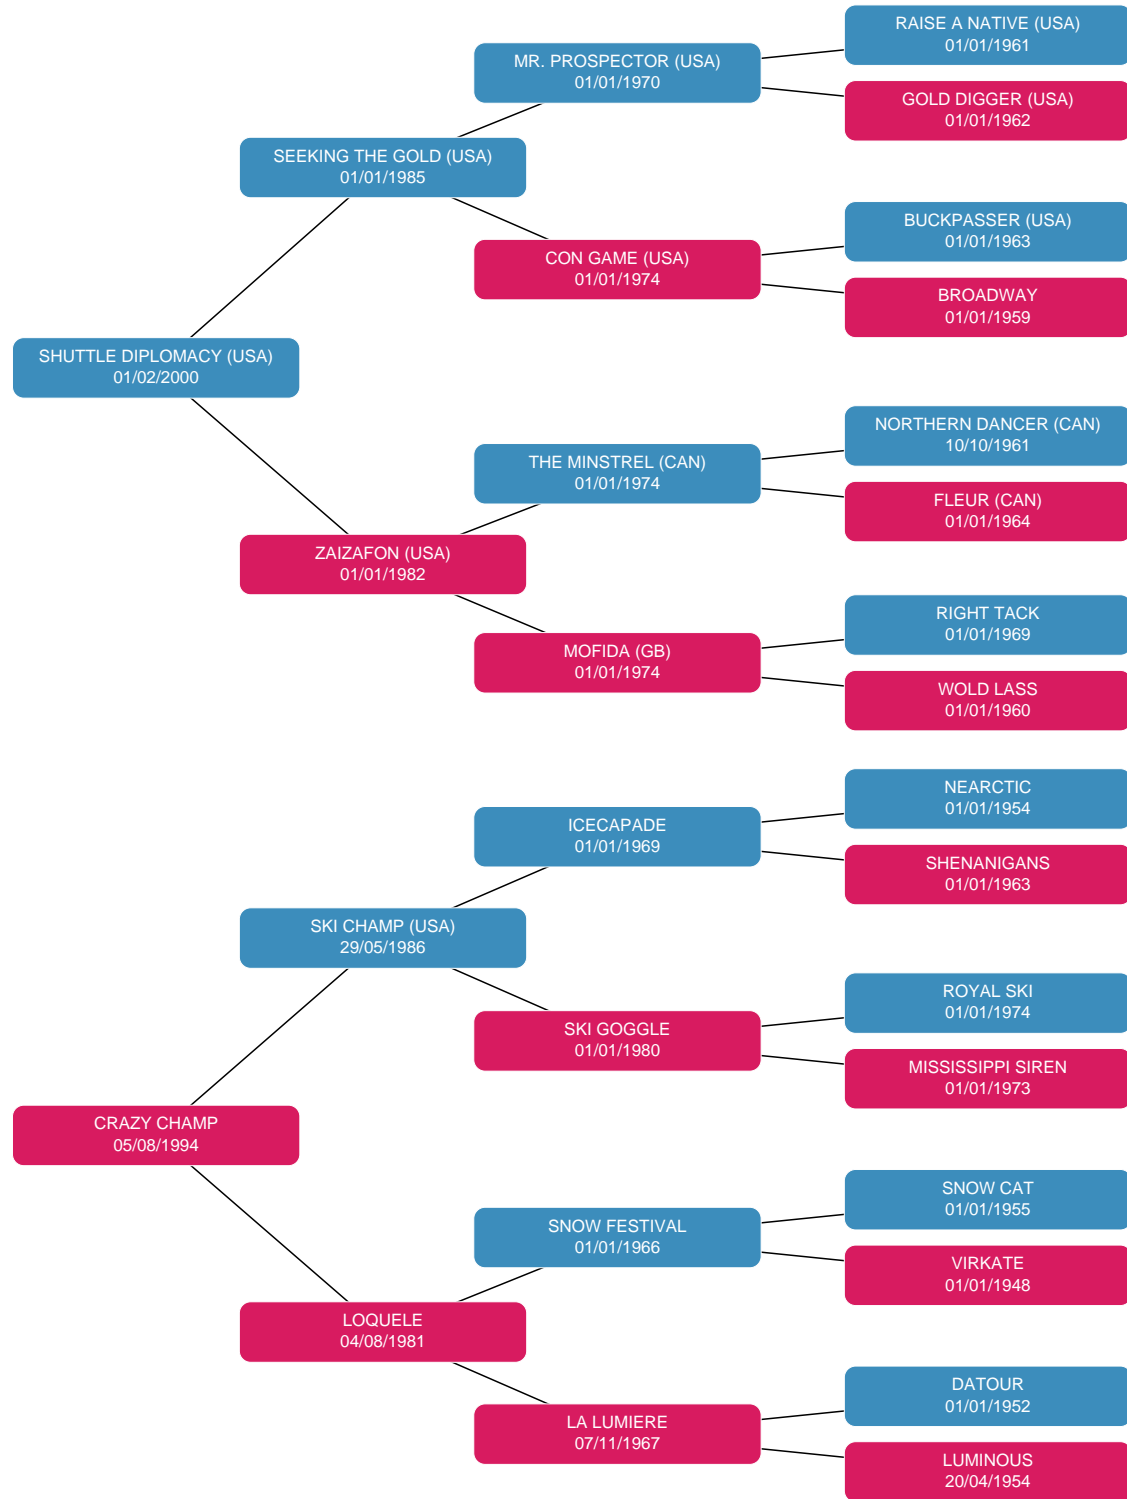 RAISE A NATIVE (USA)
01/01/1961
MR. PROSPECTOR (USA)
01/01/1970
GOLD DIGGER (USA)
01/01/1962
SEEKING THE GOLD (USA)
01/01/1985
BUCKPASSER (USA)
01/01/1963
CON GAME (USA)
01/01/1974
BROADWAY
01/01/1959
SHUTTLE DIPLOMACY (USA)
01/02/2000
NORTHERN DANCER (CAN)
10/10/1961
THE MINSTREL (CAN)
01/01/1974
FLEUR (CAN)
01/01/1964
ZAIZAFON (USA)
01/01/1982
RIGHT TACK
01/01/1969
MOFIDA (GB)
01/01/1974
WOLD LASS
01/01/1960
NEARCTIC
01/01/1954
ICECAPADE
01/01/1969
SHENANIGANS
01/01/1963
SKI CHAMP (USA)
29/05/1986
ROYAL SKI
01/01/1974
SKI GOGGLE
01/01/1980
MISSISSIPPI SIREN
01/01/1973
CRAZY CHAMP
05/08/1994
SNOW CAT
01/01/1955
SNOW FESTIVAL
01/01/1966
VIRKATE
01/01/1948
LOQUELE
04/08/1981
DATOUR
01/01/1952
LA LUMIERE
07/11/1967
LUMINOUS
20/04/1954